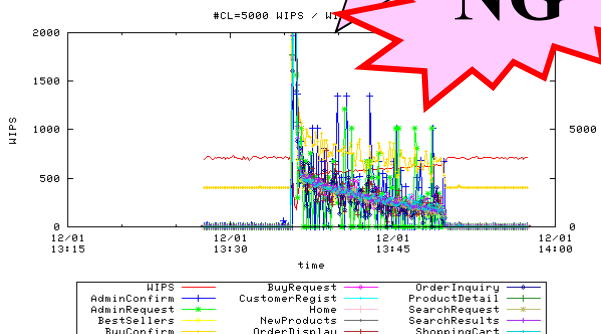 NG
#CL=5000 WIPS /
2000
1500
1000
500
0
WIPS
5000
0
12/01 12/01 12/01 12/01
13:15 13:30 13:45 14:00
time
WIPS BuyRequest OrderInquiry
AdminConfirm CustomerRegist ProductDetail
AdminRequest Home SearchRequest
BestSellers NewProducts SearchResults
BuyConfirm OrderDisplay ShoppingCart